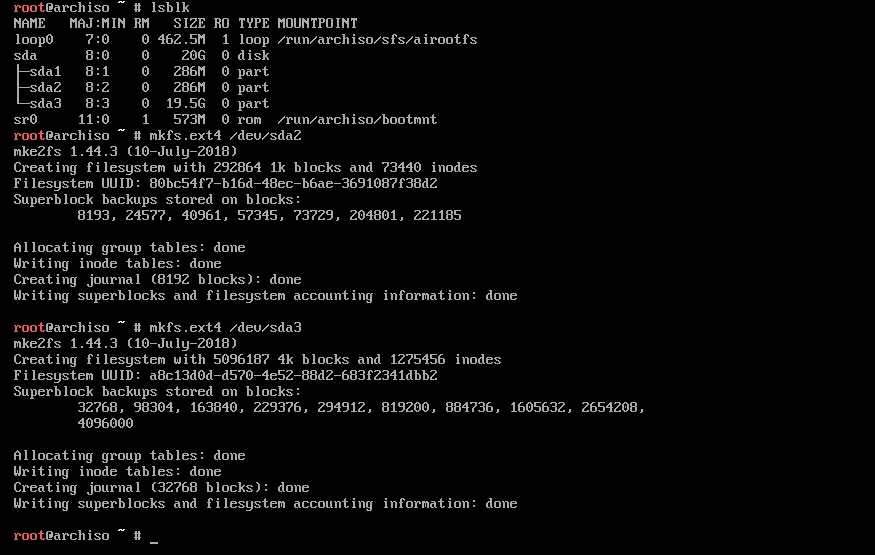 root@archiso ~ # lsblk
NAME   MAJ:MIN RM   SIZE RO TYPE MOUNTPOINT
loop0    7:0    0 462.5M  1 loop /run/archiso/sfs/airootfs
sda      8:0    0    20G  0 disk
├─sda1   8:1    0   286M  0 part
├─sda2   8:2    0   286M  0 part
└─sda3   8:3    0  19.5G  0 part
sr0     11:0    1   573M  0 rom  /run/archiso/bootmnt
root@archiso ~ # mkfs.ext4 /dev/sda2
mke2fs 1.44.3 (10-July-2018)
Creating filesystem with 292864 1k blocks and 73440 inodes
Filesystem UUID: 80bc54f7-b16d-48ec-b6ae-3691087f38d2
Superblock backups stored on blocks:
        8193, 24577, 40961, 57345, 73729, 204801, 221185

Allocating group tables: done
Writing inode tables: done
Creating journal (8192 blocks): done
Writing superblocks and filesystem accounting information: done

root@archiso ~ # mkfs.ext4 /dev/sda3
mke2fs 1.44.3 (10-July-2018)
Creating filesystem with 5096187 4k blocks and 1275456 inodes
Filesystem UUID: a8c13d0d-d570-4e52-88d2-683f2341dbb2
Superblock backups stored on blocks:
        32768, 98304, 163840, 229376, 294912, 819200, 884736, 1605632, 2654208,
        4096000

Allocating group tables: done
Writing inode tables: done
Creating journal (32768 blocks): done
Writing superblocks and filesystem accounting information: done

root@archiso ~ # _